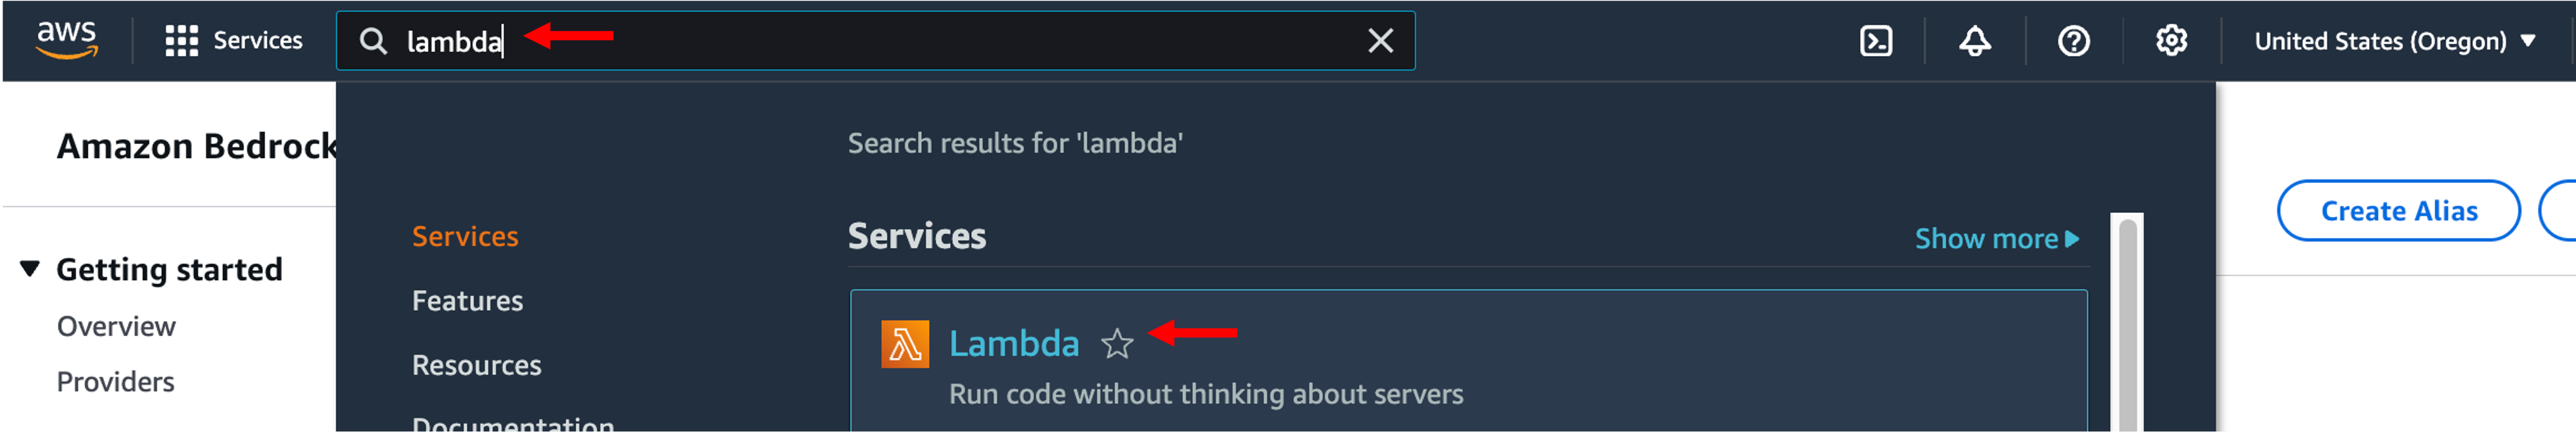 aws
Services
lambda
United States (Oregon)
Amazon Bedrock
Getting started
Overview
Providers
Services
Features
Resources
Documentation
Search results for 'lambda'
Services
Show more
Lambda
Run code without thinking about servers
Create Alias